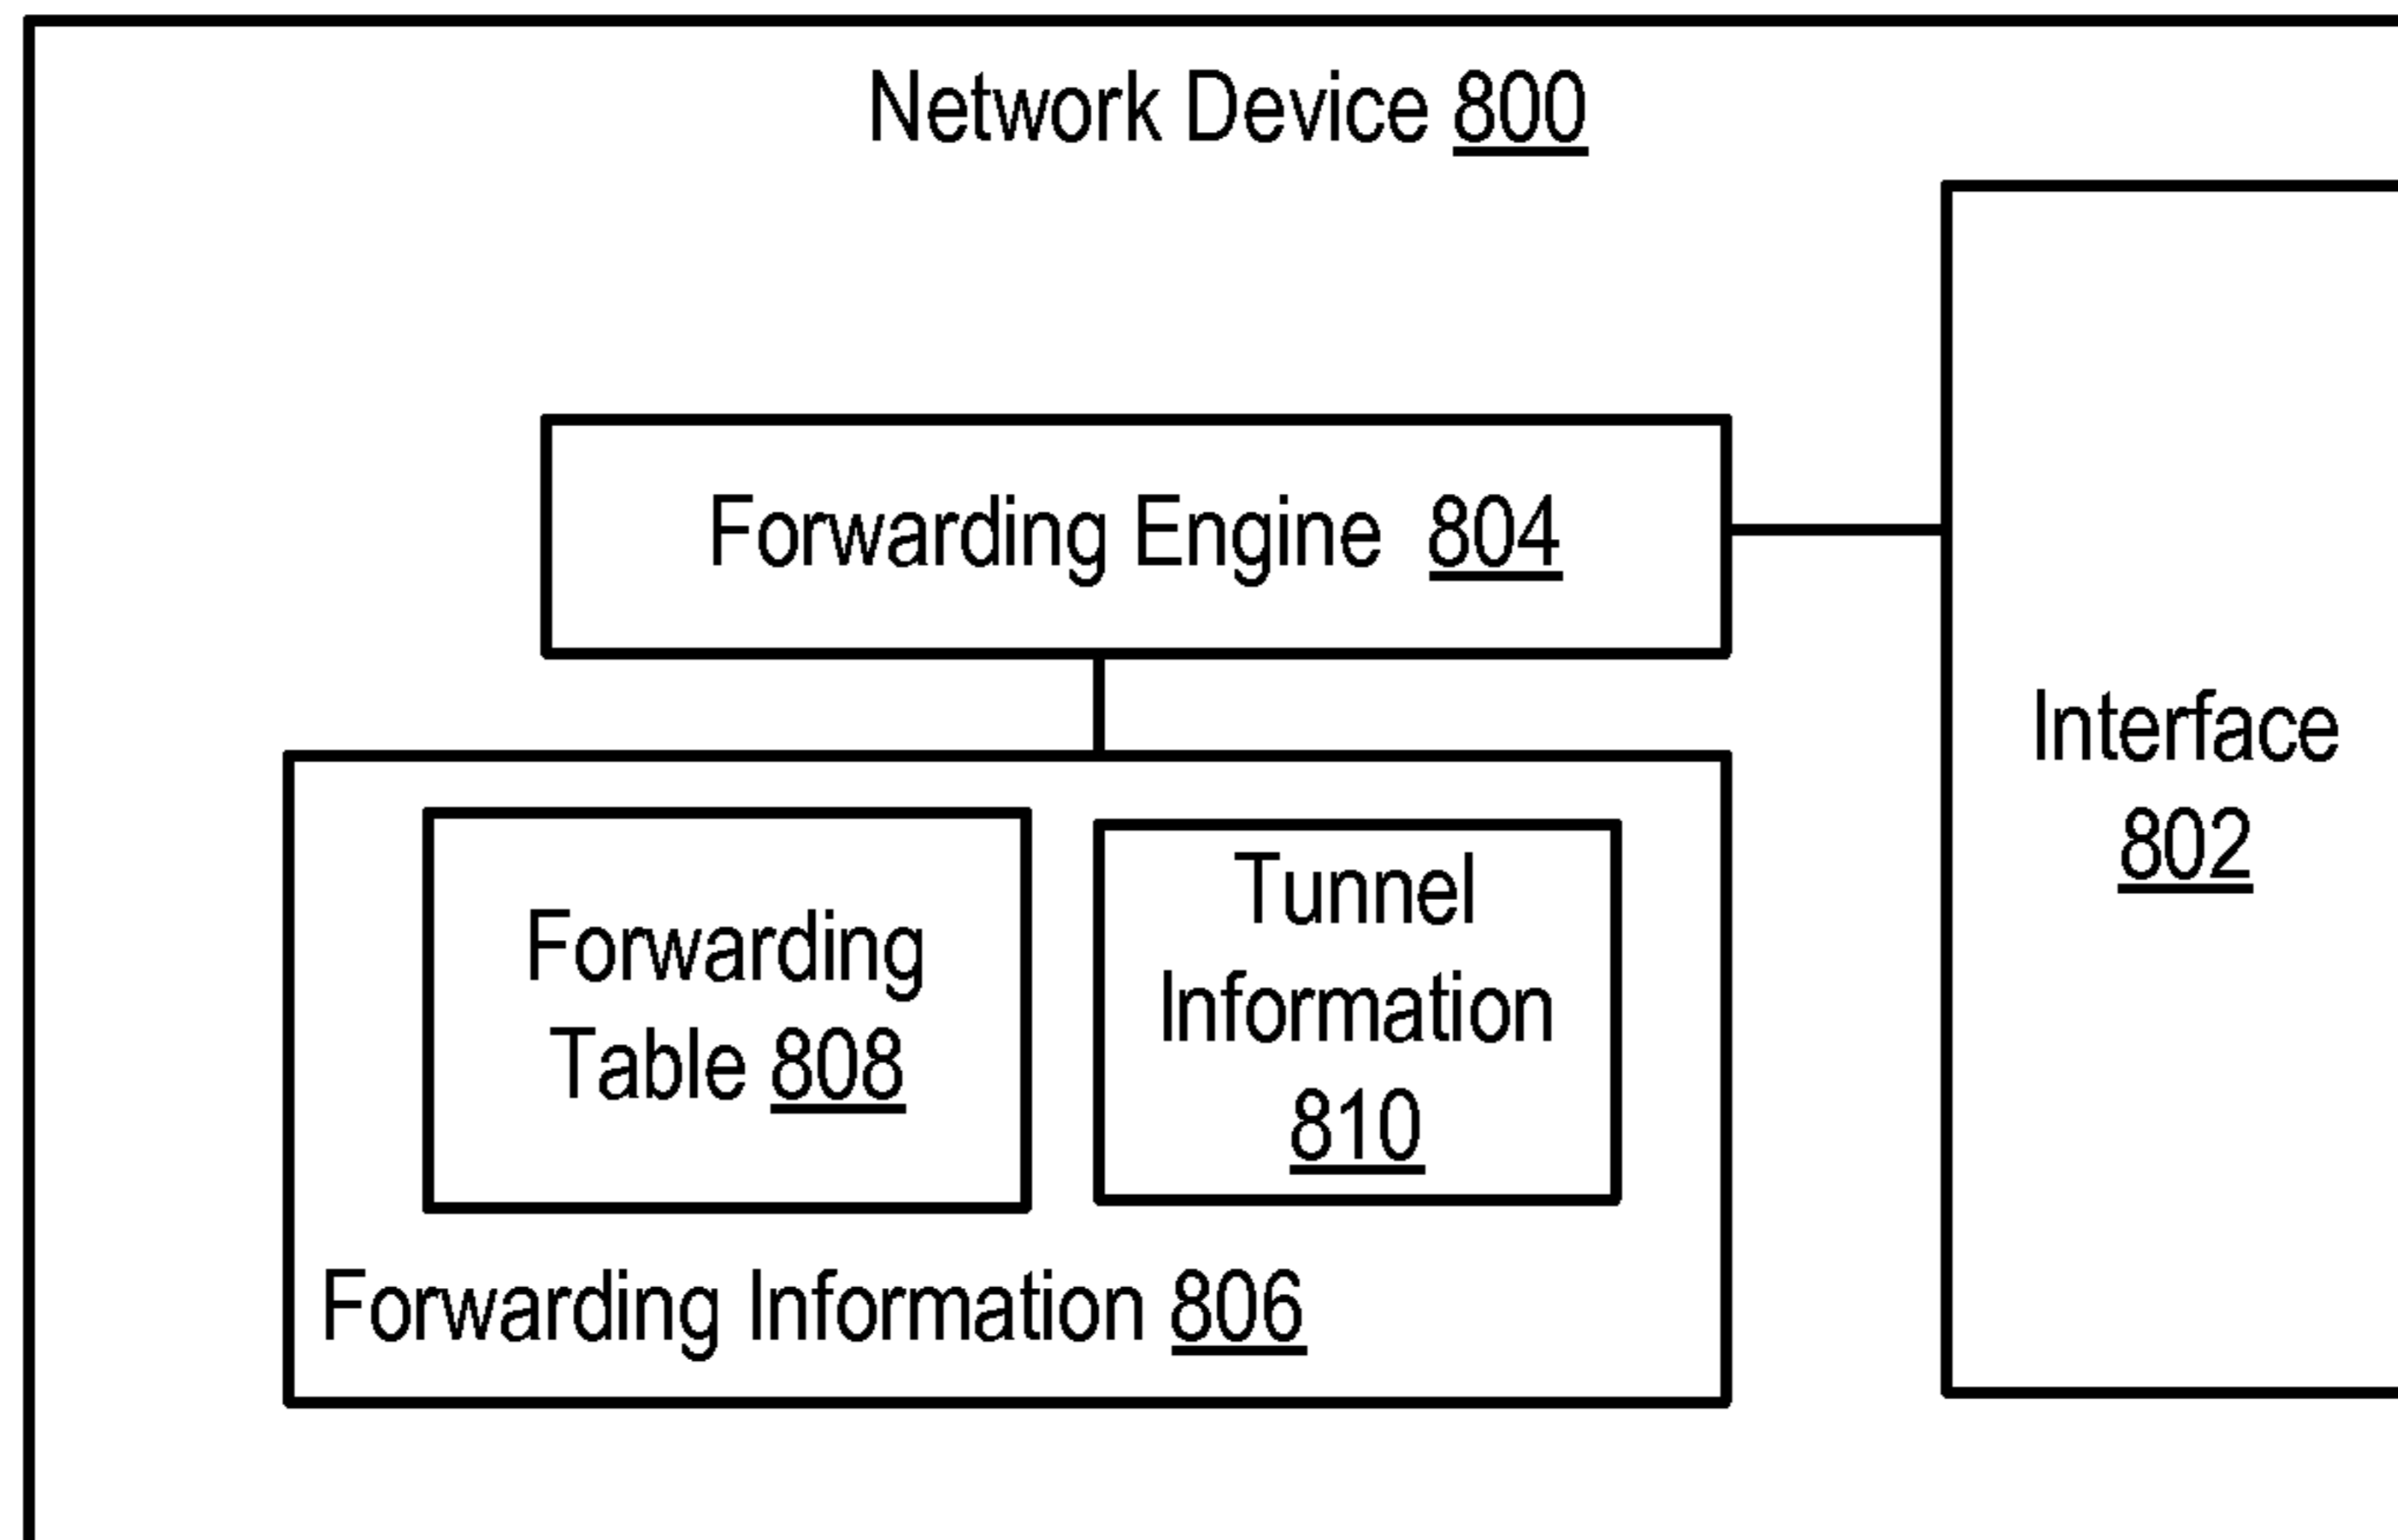 Network Device 800
Forwarding Engine 804
Interface
802
Forwarding
Table 808
Tunnel
Information
810
Forwarding Information 806